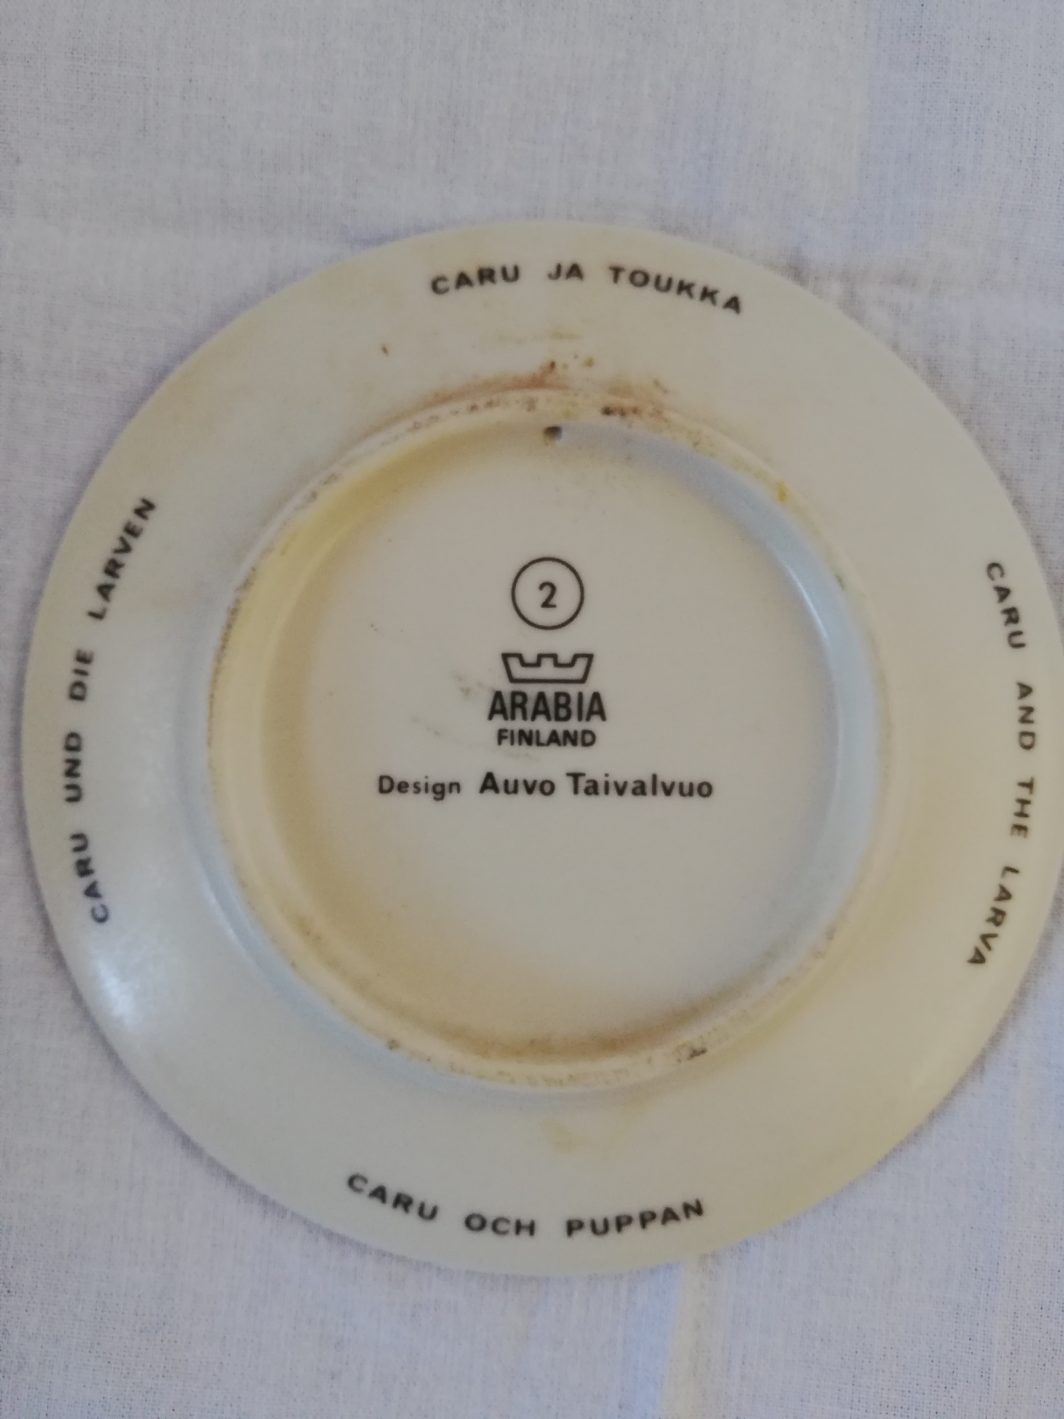 CARU JA TOUKKA
CARU AND THE LARVA
CARU OCH PUPPAN
CARU UND DIE LARVEN
2
ARABIA
FINLAND
Design Auvo Taivalvuo